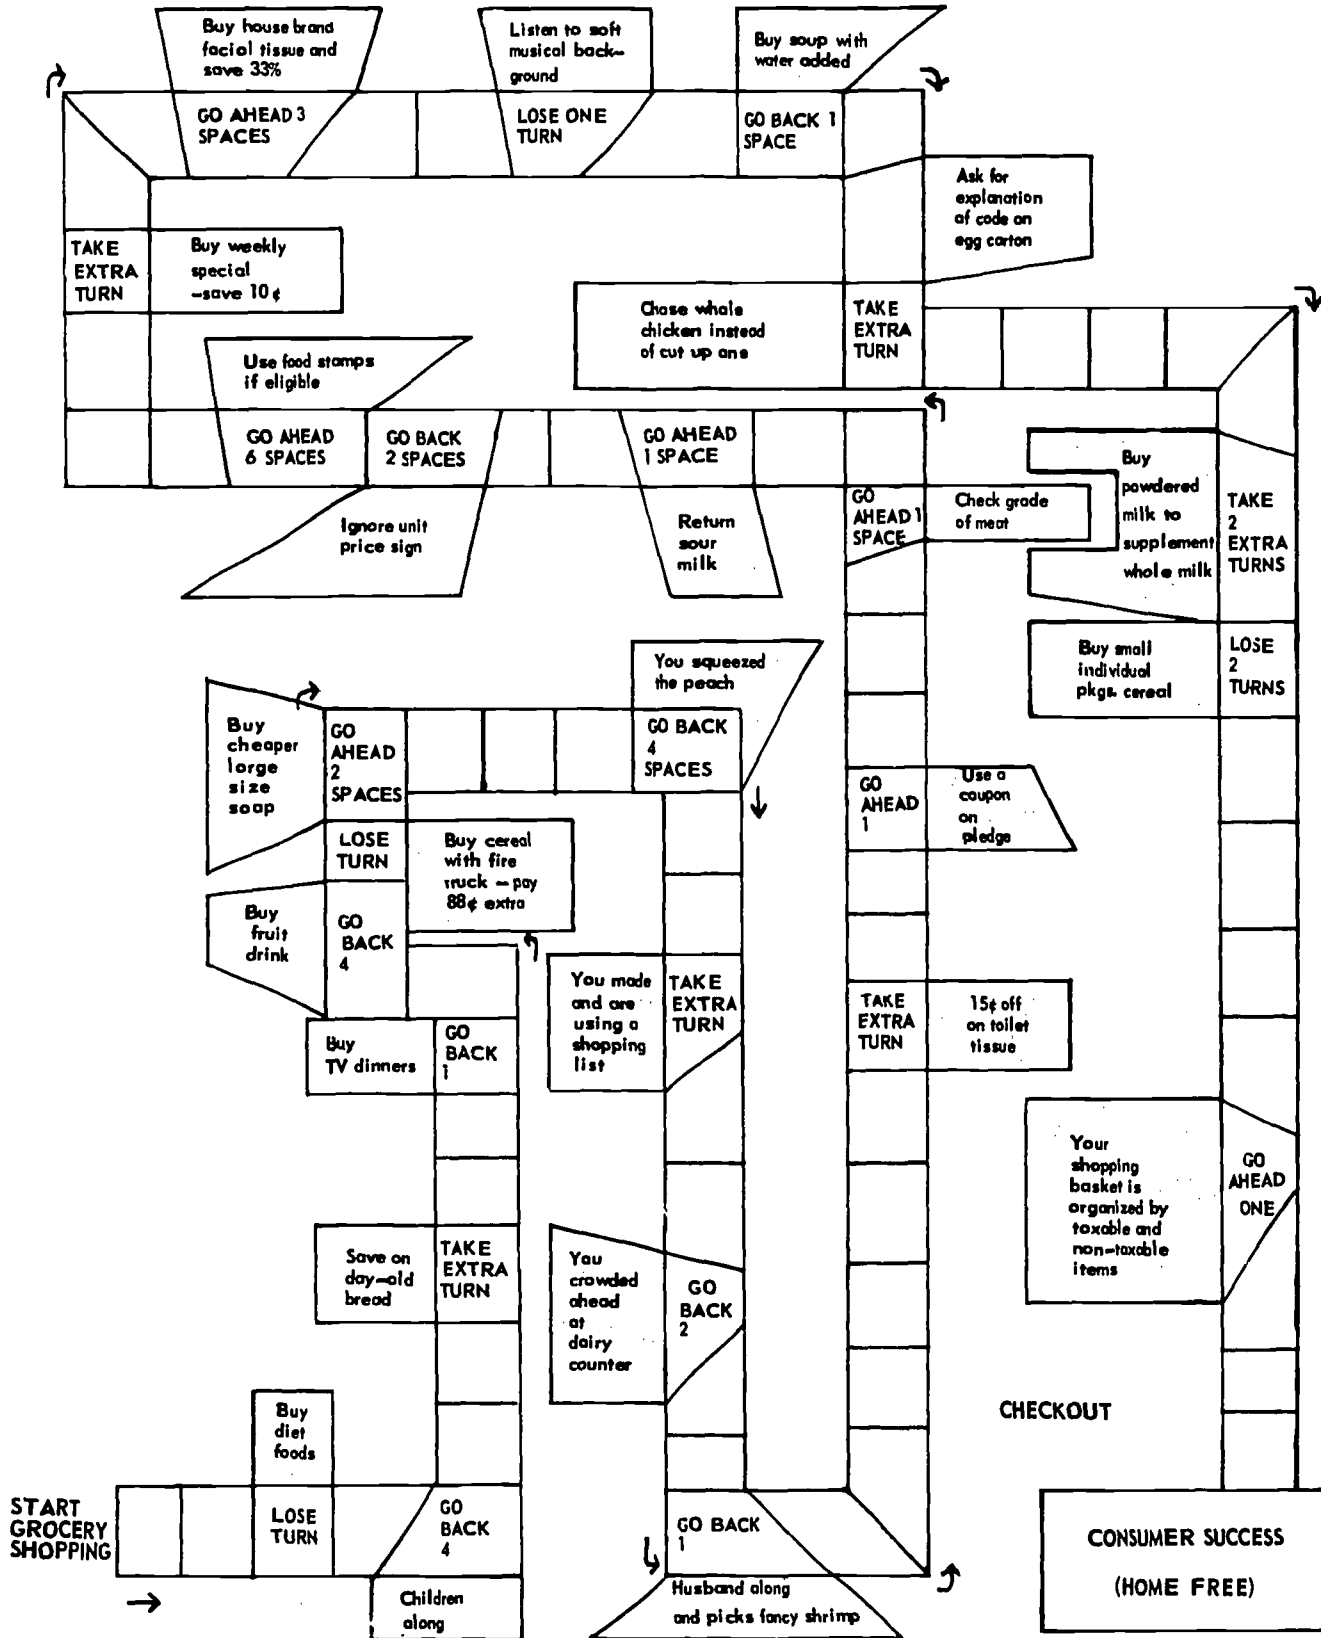 Buy house brand
facial tissue and
save 33%
GO AHEAD 3
SPACES
Listen to soft
musical back-
ground
LOSE ONE
TURN
Buy soup with
water added
GO BACK 1
SPACE
Ask for
explanation
of code on
egg carton
TAKE
EXTRA
TURN
Buy weekly
special
-save 10¢
Chose whole
chicken instead
of cut up one
TAKE
EXTRA
TURN
Use food stamps
if eligible
GO AHEAD
6 SPACES
GO BACK
2 SPACES
Ignore unit
price sign
GO AHEAD
1 SPACE
Return
sour
milk
GO
AHEAD 1
SPACE
Check grade
of meat
Buy
powdered
milk to
supplement
whole milk
TAKE
2
EXTRA
TURNS
Buy small
individual
pkgs. cereal
LOSE
2
TURNS
You squeezed
the peach
GO BACK
4
SPACES
Buy
cheaper
large
size
soap
GO
AHEAD
2
SPACES
LOSE
TURN
Buy cereal
with fire
truck - pay
88¢ extra
Buy
fruit
drink
GO
BACK
4
GO
AHEAD
1
Use a
coupon
on
pledge
You made
and are
using a
shopping
list
TAKE
EXTRA
TURN
TAKE
EXTRA
TURN
15¢ off
on toilet
tissue
Buy
TV dinners
GO
BACK
1
Your
shopping
basket is
organized by
taxable and
non-taxable
items
GO
AHEAD
ONE
Save on
day-old
bread
TAKE
EXTRA
TURN
You
crowded
ahead
at
dairy
counter
GO
BACK
2
Buy
diet
foods
CHECKOUT
START
GROCERY
SHOPPING
LOSE
TURN
GO
BACK
4
Children
along
GO BACK
1
Husband along
and picks fancy shrimp
CONSUMER SUCCESS
(HOME FREE)